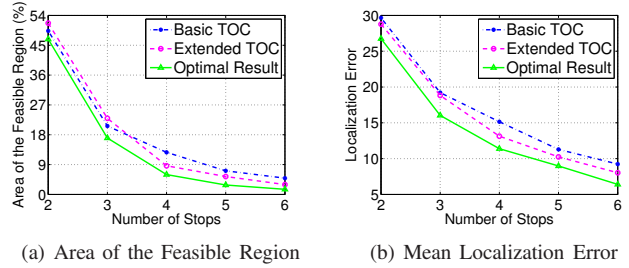 Area of the Feasible Region (%)
54
45
36
27
18
9
0
2
3
4
5
6
Number of Stops
Basic TOC
Extended TOC
Optimal Result
(a) Area of the Feasible Region
Localization Error
30
25
20
15
10
5
2
3
4
5
6
Number of Stops
Basic TOC
Extended TOC
Optimal Result
(b) Mean Localization Error